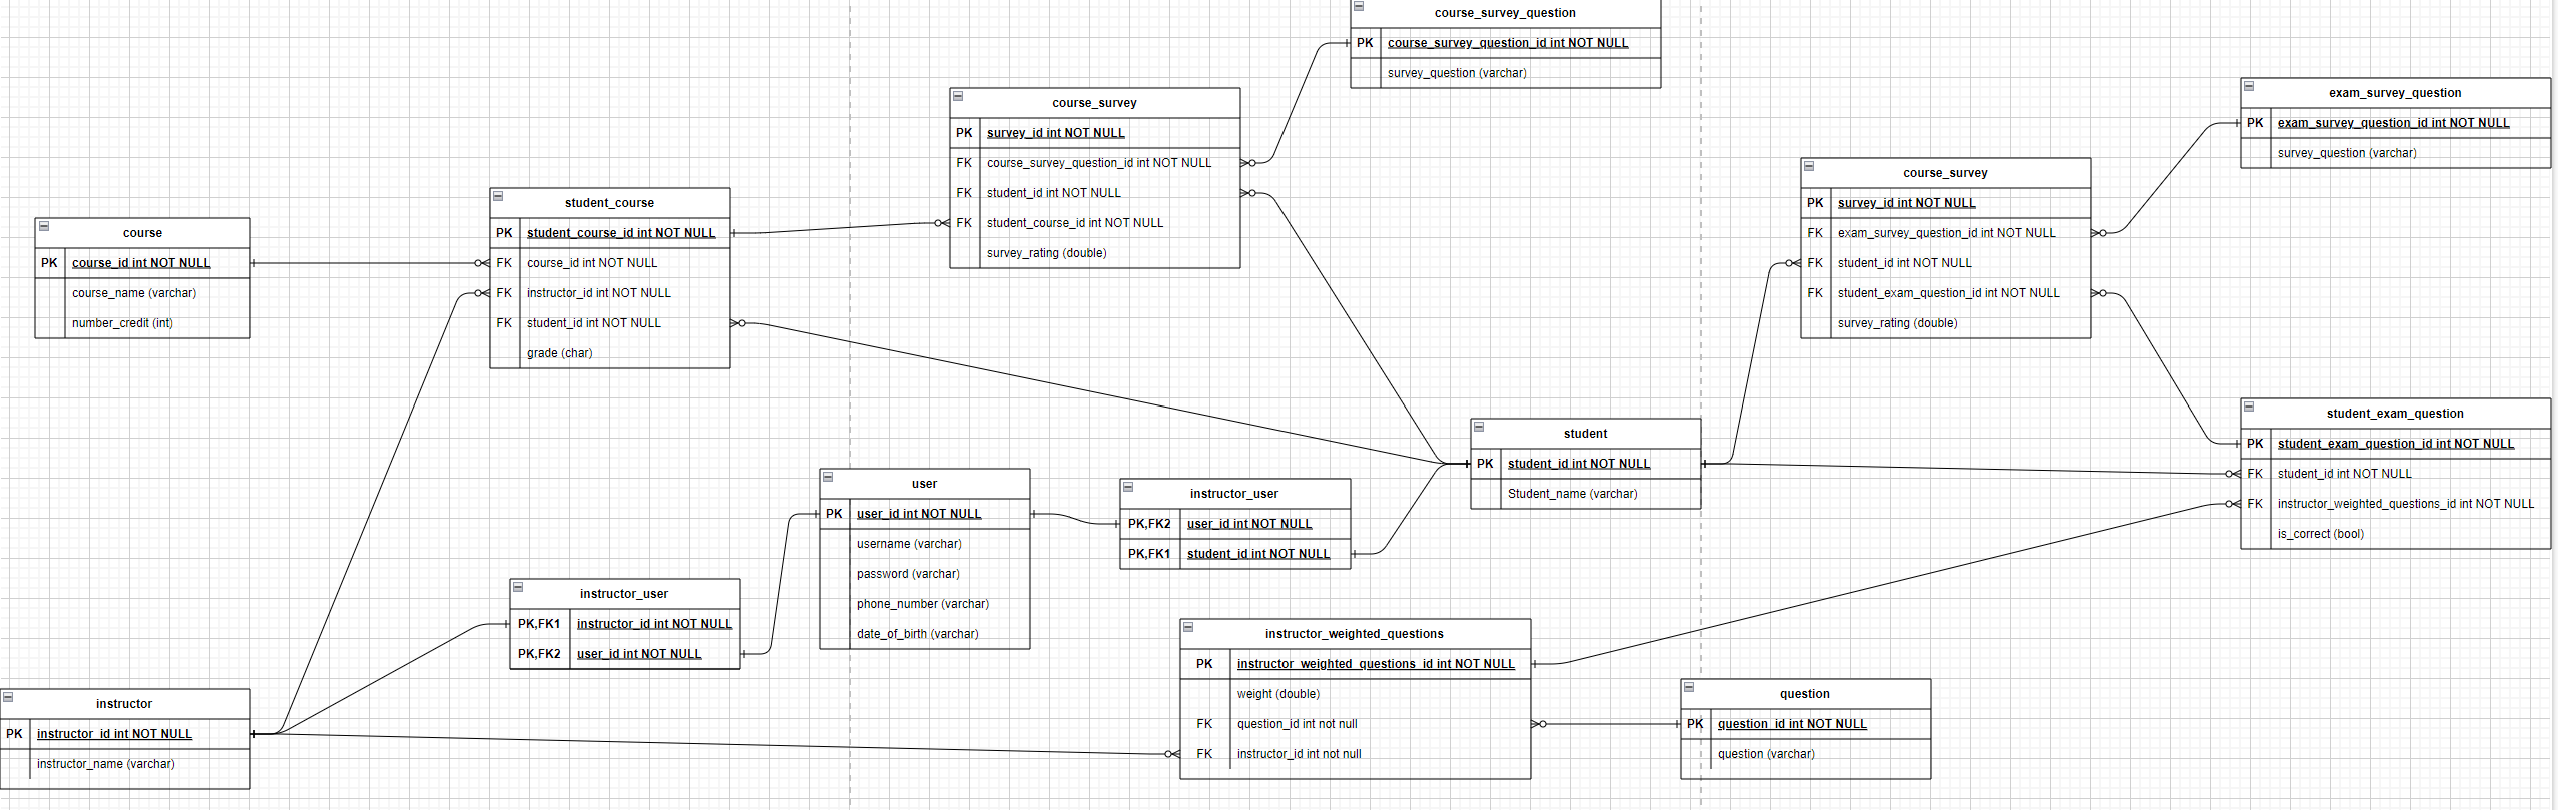 course_survey_question
PK course_survey_question_id int NOT NULL
survey_question (varchar)
course_survey
PK survey_id int NOT NULL
FK course_survey_question_id int NOT NULL
FK student_id int NOT NULL
FK student_course_id int NOT NULL
survey_rating (double)
exam_survey_question
PK exam_survey_question_id int NOT NULL
survey_question (varchar)
course_survey
PK survey_id int NOT NULL
FK exam_survey_question_id int NOT NULL
FK student_id int NOT NULL
FK student_exam_question_id int NOT NULL
survey_rating (double)
student_course
PK student_course_id int NOT NULL
FK course_id int NOT NULL
FK instructor_id int NOT NULL
FK student_id int NOT NULL
grade (char)
course
PK course_id int NOT NULL
course_name (varchar)
number_credit (int)
student_exam_question
PK student_exam_question_id int NOT NULL
FK student_id int NOT NULL
FK instructor_weighted_questions_id int NOT NULL
is_correct (bool)
student
PK student_id int NOT NULL
Student_name (varchar)
user
PK user_id int NOT NULL
username (varchar)
password (varchar)
phone_number (varchar)
date_of_birth (varchar)
instructor_user
PK,FK2 user_id int NOT NULL
PK,FK1 student_id int NOT NULL
instructor_user
PK,FK1 instructor_id int NOT NULL
PK,FK2 user_id int NOT NULL
instructor_weighted_questions
PK instructor_weighted_questions_id int NOT NULL
weight (double)
FK question_id int not null
FK instructor_id int not null
question
PK question_id int NOT NULL
question (varchar)
instructor
PK instructor_id int NOT NULL
instructor_name (varchar)